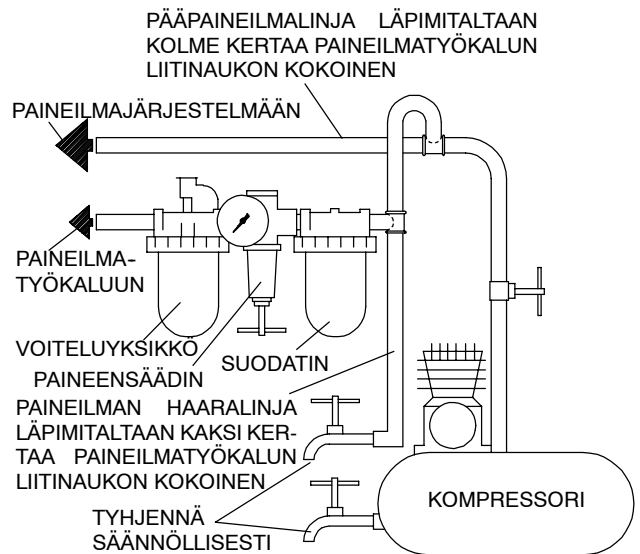 PÄÄPAINEILMALINJA LÄPIMITALTAAN
KOLME KERTAA PAINEILMATYÖKALUN
LIITINAUKON KOKOINEN
PAINEILMAJÄRJESTELMÄÄN
PAINEILMA-
TYÖKALUUN
VOITELUYKSIKKÖ
SUODATIN
PAINEENSÄÄDIN
PAINEILMAN HAARALINJA
LÄPIMITALTAAN KAKSI KER-
TAA PAINEILMATYÖKALUN
LIITINAUKON KOKOINEN
KOMPRESSORI
TYHJENNÄ
SÄÄNNÖLLISESTI